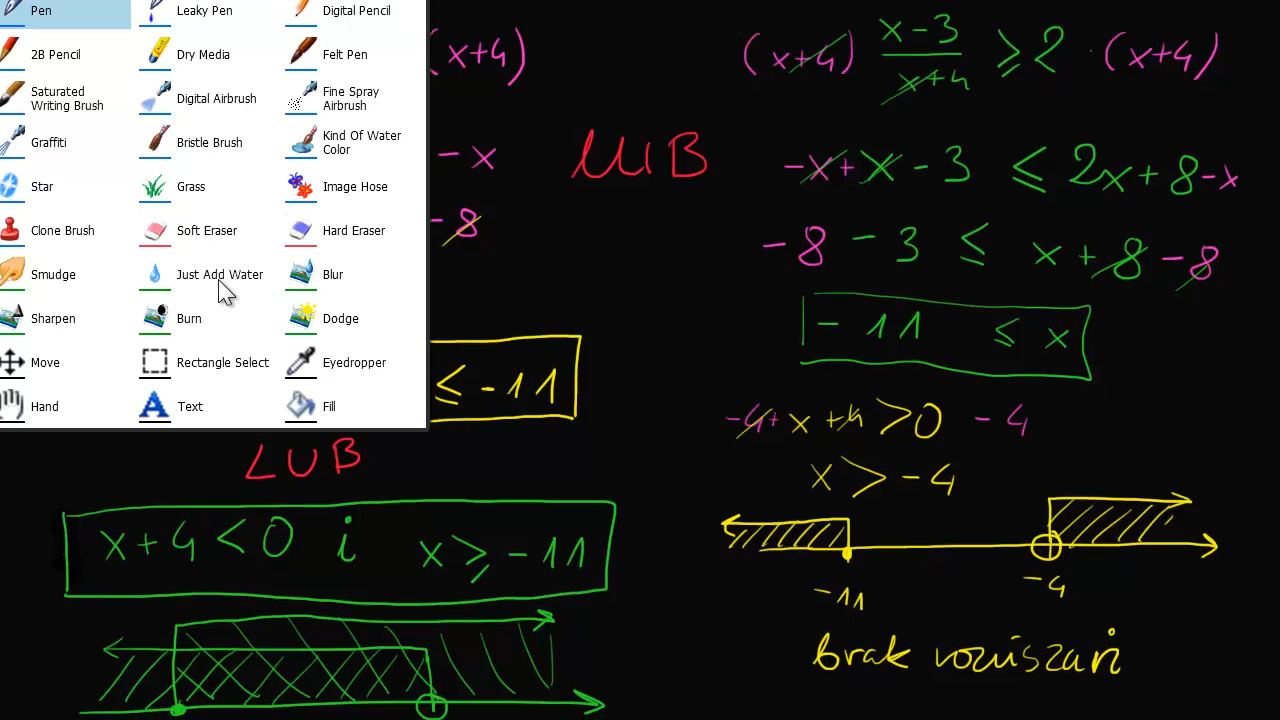 Pen Leaky Pen Digital Pencil
2B Pencil Dry Media Felt Pen
Saturated Writing Brush Digital Airbrush Fine Spray Airbrush
Graffiti Bristle Brush Kind Of Water Color
Star Grass Image Hose
Clone Brush Soft Eraser Hard Eraser
Smudge Just Add Water Blur
Sharpen Burn Dodge
Move Rectangle Select Eyedropper
Hand Text Fill
(x+4)
- x
- 8
≤ -11
LUB
x+4 < 0 i x ≥ -11
LUB
(x+4) x-3/x+4 ≥ 2 · (x+4)
-x + x - 3 ≤ 2x + 8 - x
-8 - 3 ≤ x + 8 - 8
- 11 ≤ x
-4 + x + 4 > 0 - 4
x > -4
-11 -4
brak rozwiązań